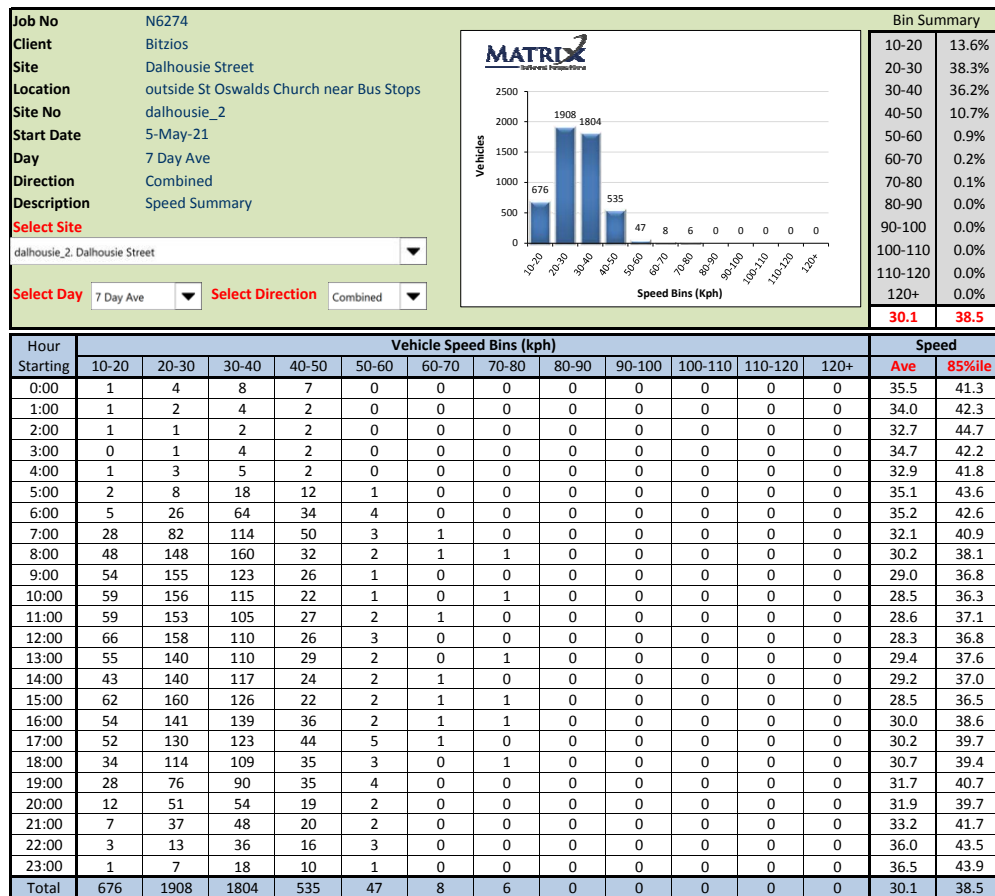 Job No N6274
Client Bitzios
Site Dalhousie Street
Location outside St Oswalds Church near Bus Stops
Site No dalhousie_2
Start Date 5-May-21
Day 7 Day Ave
Direction Combined
Description Speed Summary
Select Site
dalhousie_2. Dalhousie Street
Select Day 7 Day Ave Select Direction Combined
MATRIX
Vehicles
2500
2000
1500
1000
500
0
676 1908 1804 535 47 8 6 0 0 0 0 0
10-20 20-30 30-40 40-50 50-60 60-70 70-80 80-90 90-100 100-110 110-120 120+
Speed Bins (Kph)
Bin Summary
10-20 13.6%
20-30 38.3%
30-40 36.2%
40-50 10.7%
50-60 0.9%
60-70 0.2%
70-80 0.1%
80-90 0.0%
90-100 0.0%
100-110 0.0%
110-120 0.0%
120+ 0.0%
30.1 38.5
Hour Vehicle Speed Bins (kph) Speed
Starting 10-20 20-30 30-40 40-50 50-60 60-70 70-80 80-90 90-100 100-110 110-120 120+ Ave 85%ile
0:00 1 4 8 7 0 0 0 0 0 0 0 0 35.5 41.3
1:00 1 2 4 2 0 0 0 0 0 0 0 0 34.0 42.3
2:00 1 1 2 2 0 0 0 0 0 0 0 0 32.7 44.7
3:00 0 1 4 2 0 0 0 0 0 0 0 0 34.7 42.2
4:00 1 3 5 2 0 0 0 0 0 0 0 0 32.9 41.8
5:00 2 8 18 12 1 0 0 0 0 0 0 0 35.1 43.6
6:00 5 26 64 34 4 0 0 0 0 0 0 0 35.2 42.6
7:00 28 82 114 50 3 1 0 0 0 0 0 0 32.1 40.9
8:00 48 148 160 32 2 1 1 0 0 0 0 0 30.2 38.1
9:00 54 155 123 26 1 0 0 0 0 0 0 0 29.0 36.8
10:00 59 156 115 22 1 0 1 0 0 0 0 0 28.5 36.3
11:00 59 153 105 27 2 1 0 0 0 0 0 0 28.6 37.1
12:00 66 158 110 26 3 0 0 0 0 0 0 0 28.3 36.8
13:00 55 140 110 29 2 0 1 0 0 0 0 0 29.4 37.6
14:00 43 140 117 24 2 1 0 0 0 0 0 0 29.2 37.0
15:00 62 160 126 22 2 1 1 0 0 0 0 0 28.5 36.5
16:00 54 141 139 36 2 1 1 0 0 0 0 0 30.0 38.6
17:00 52 130 123 44 5 1 0 0 0 0 0 0 30.2 39.7
18:00 34 114 109 35 3 0 1 0 0 0 0 0 30.7 39.4
19:00 28 76 90 35 4 0 0 0 0 0 0 0 31.7 40.7
20:00 12 51 54 19 2 0 0 0 0 0 0 0 31.9 39.7
21:00 7 37 48 20 2 0 0 0 0 0 0 0 33.2 41.7
22:00 3 13 36 16 3 0 0 0 0 0 0 0 36.0 43.5
23:00 1 7 18 10 1 0 0 0 0 0 0 0 36.5 43.9
Total 676 1908 1804 535 47 8 6 0 0 0 0 0 30.1 38.5